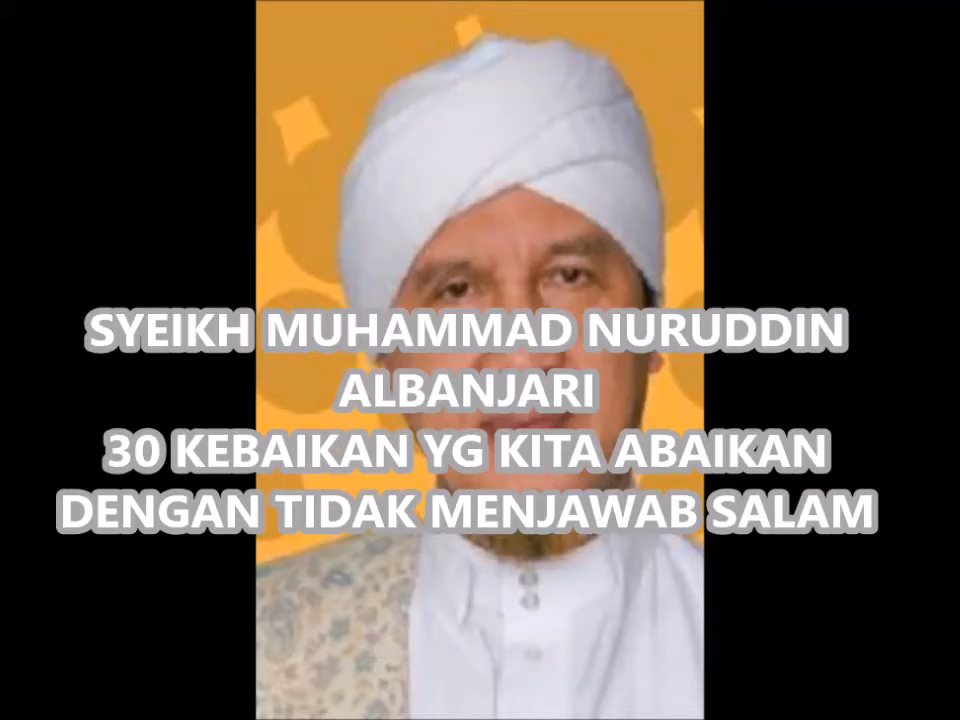 SYEIKH MUHAMMAD NURUDDIN
ALBANJARI
30 KEBAIKAN YG KITA ABAIKAN
DENGAN TIDAK MENJAWAB SALAM